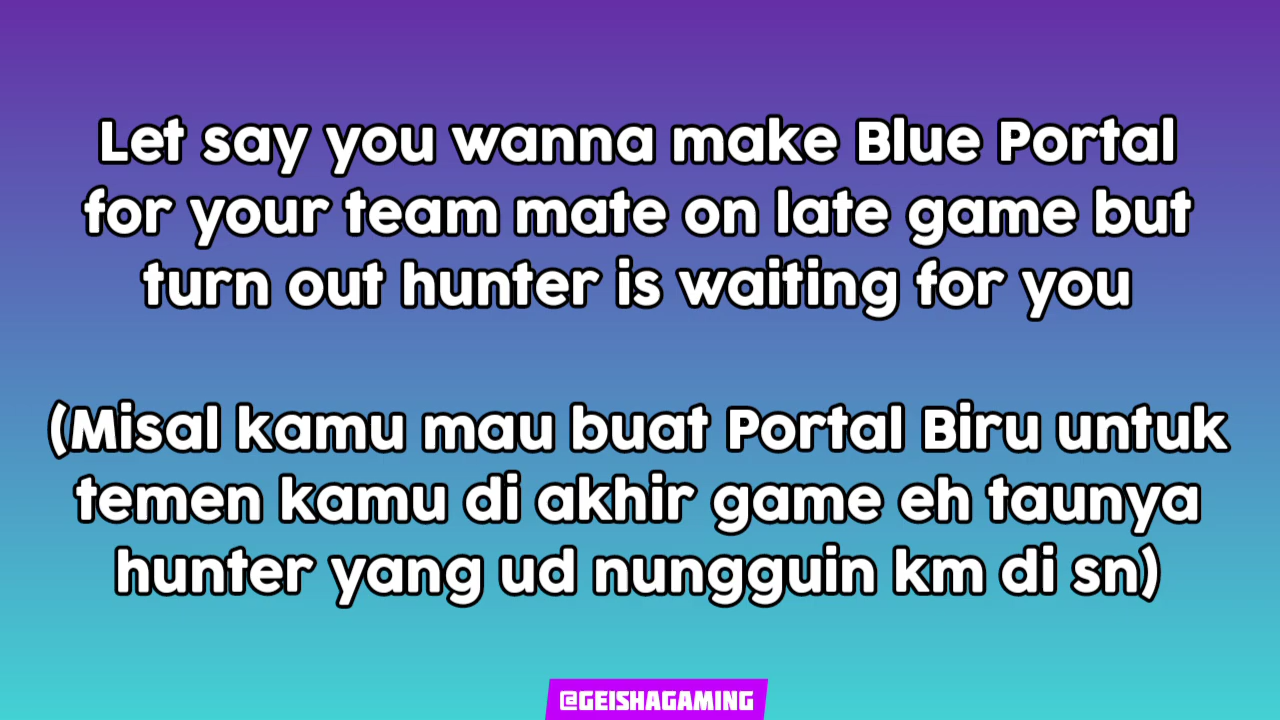 Let say you wanna make Blue Portal
for your team mate on late game but
turn out hunter is waiting for you
(Misal kamu mau buat Portal Biru untuk
temen kamu di akhir game eh taunya
hunter yang ud nungguin km di sn)
@GEISHAGAMING